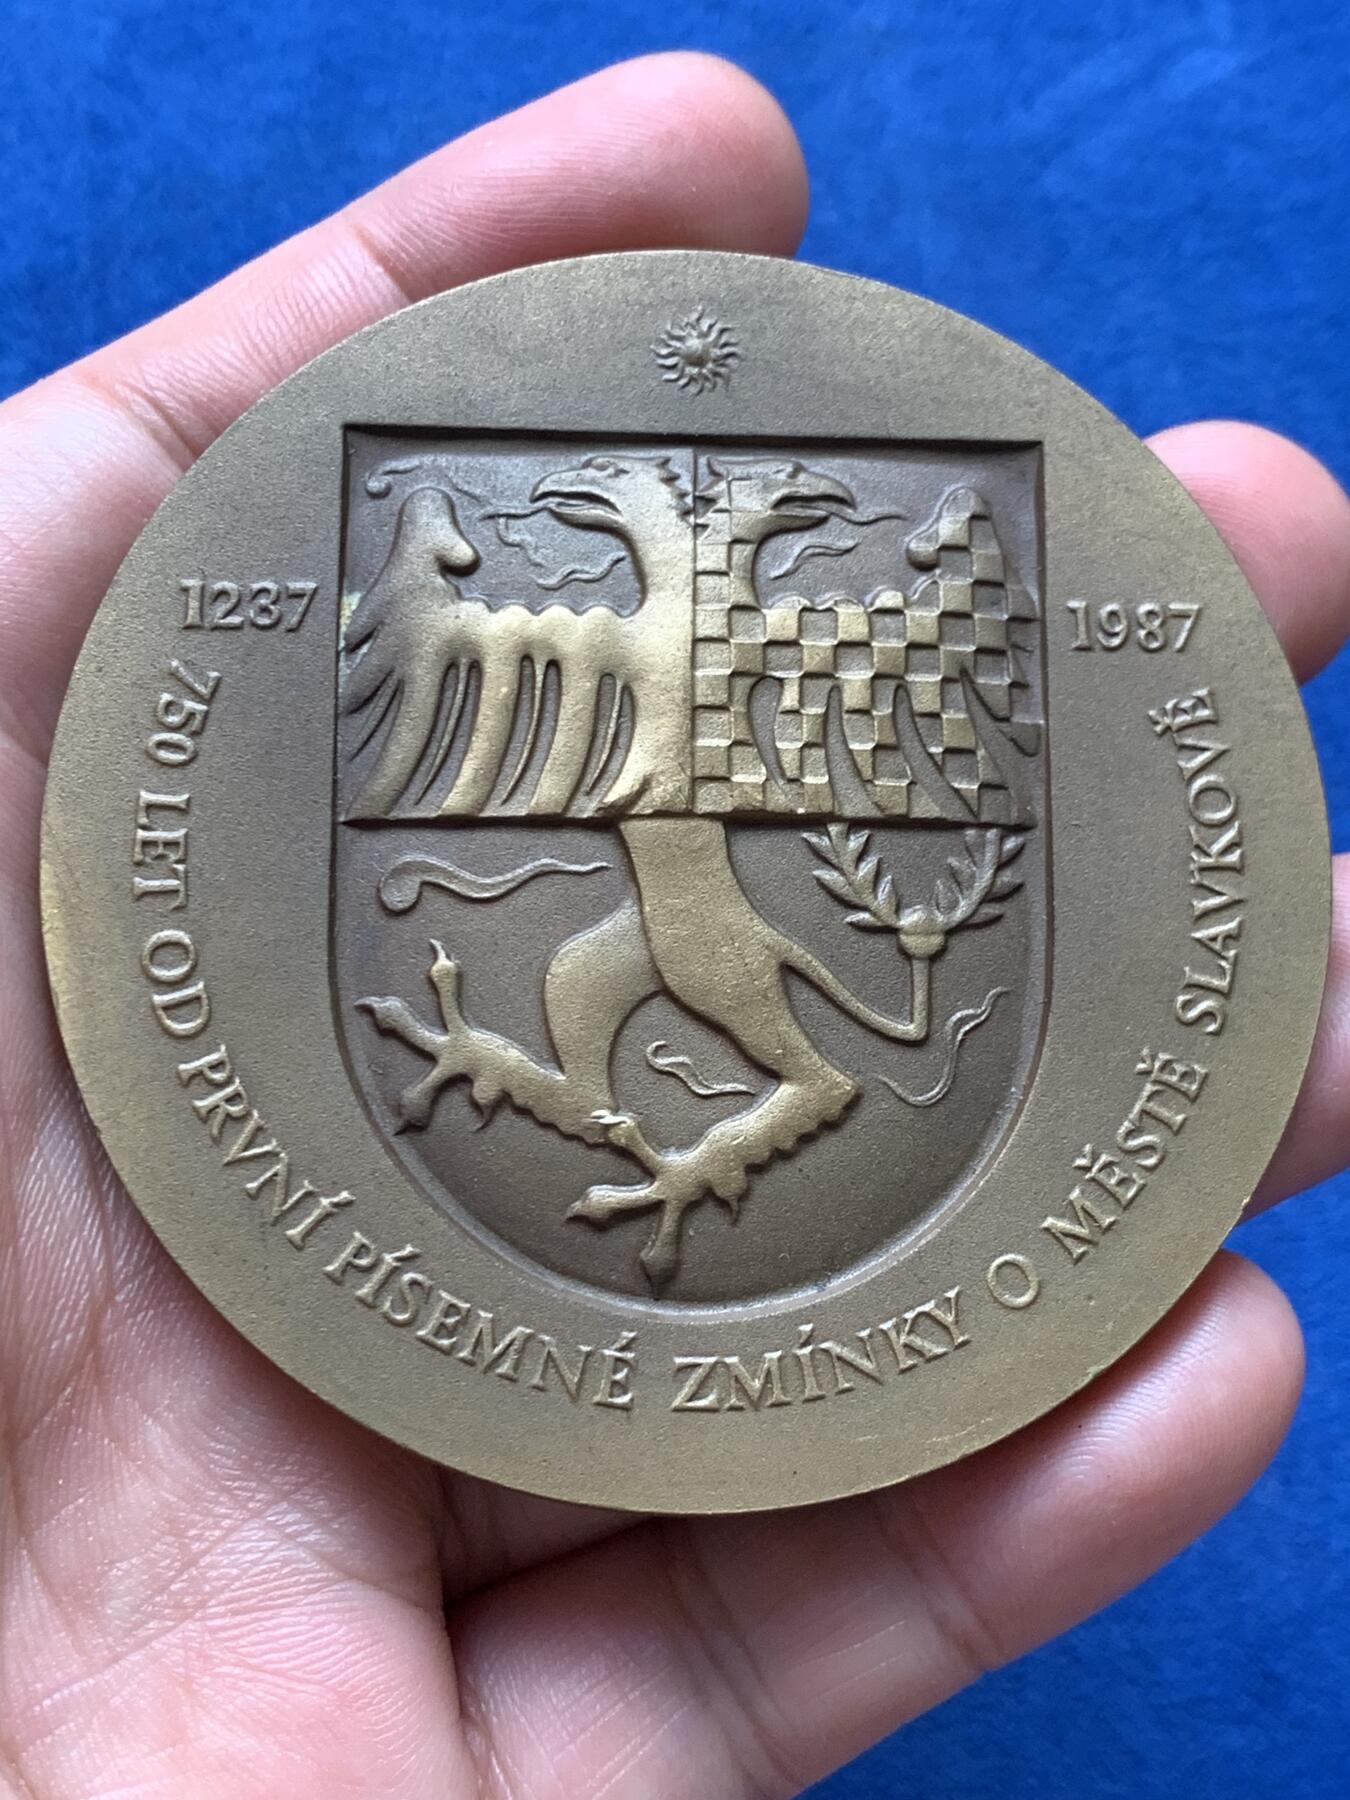 1237
1987
750 LET OD PRVNÍ PÍSEMNÉ ZMÍNKY O MĚSTĚ SLAVKOVĚ